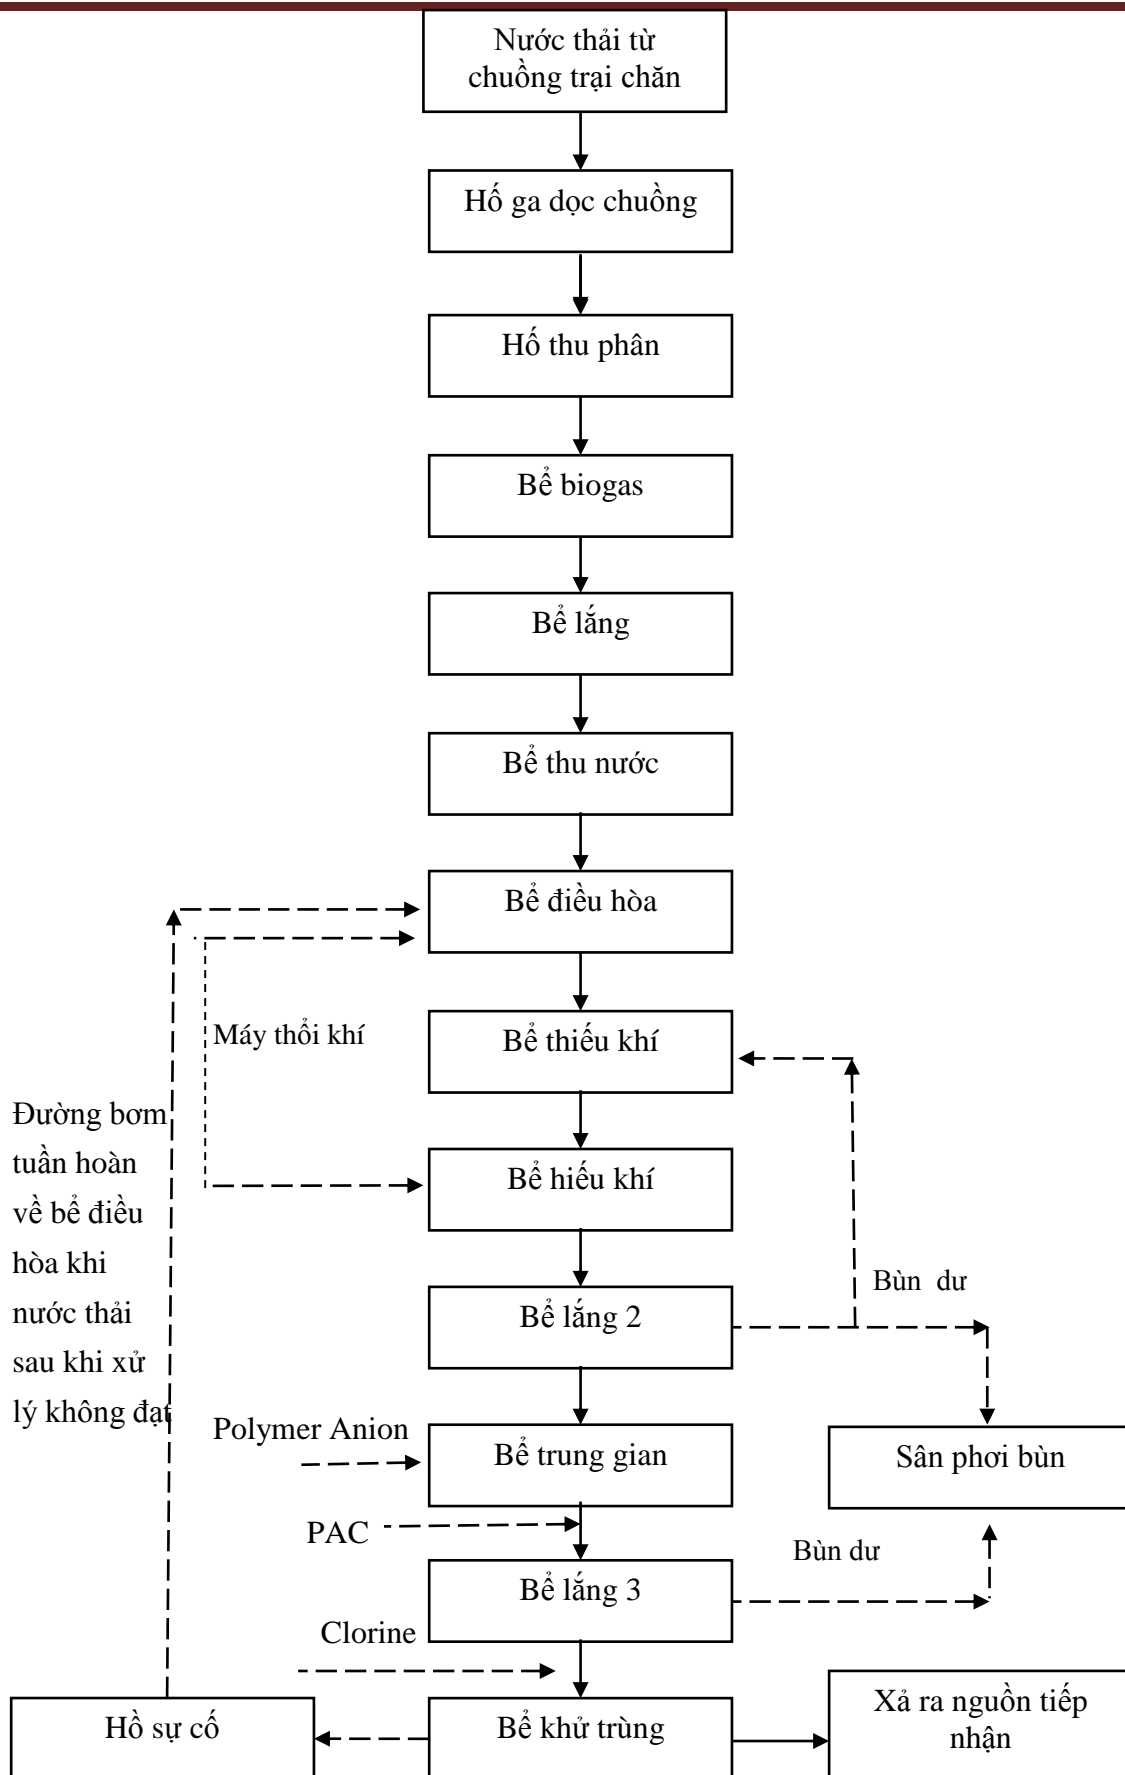 Nước thải từ
chuồng trại chăn
Hố ga dọc chuồng
Hố thu phân
Bể biogas
Bể lắng
Bể thu nước
Bể điều hòa
Máy thổi khí
Bể thiếu khí
Đường bơm
tuần hoàn
về bể điều
hòa khi
nước thải
sau khi xử
lý không đạt
Bể hiếu khí
Bùn dư
Bể lắng 2
Polymer Anion
Bể trung gian
Sân phơi bùn
PAC
Bùn dư
Bể lắng 3
Clorine
Hồ sự cố
Bể khử trùng
Xả ra nguồn tiếp
nhận